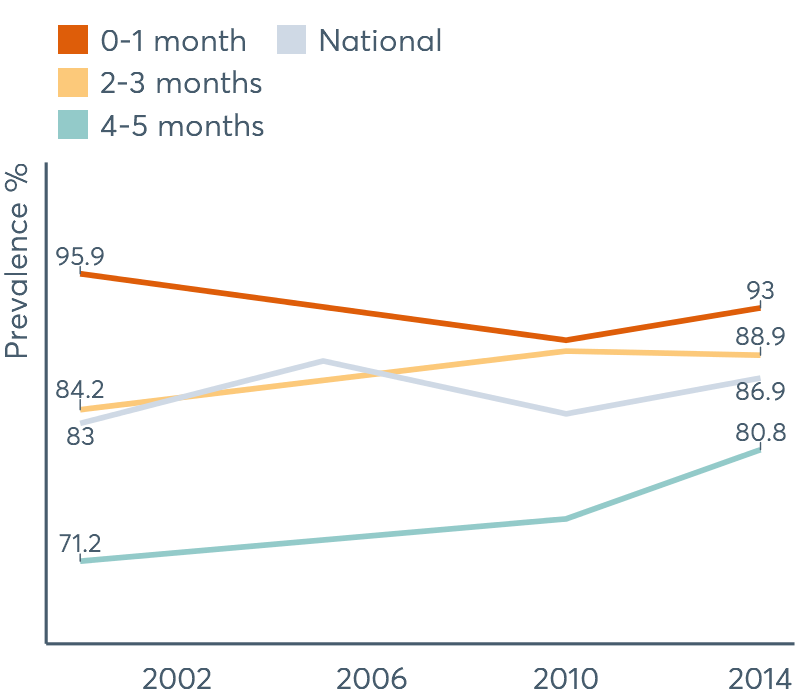 0-1 month
National
2-3 months
4-5 months
Prevalence %
95.9
93
88.9
84.2
86.9
83
80.8
71.2
2002
2006
2010
2014